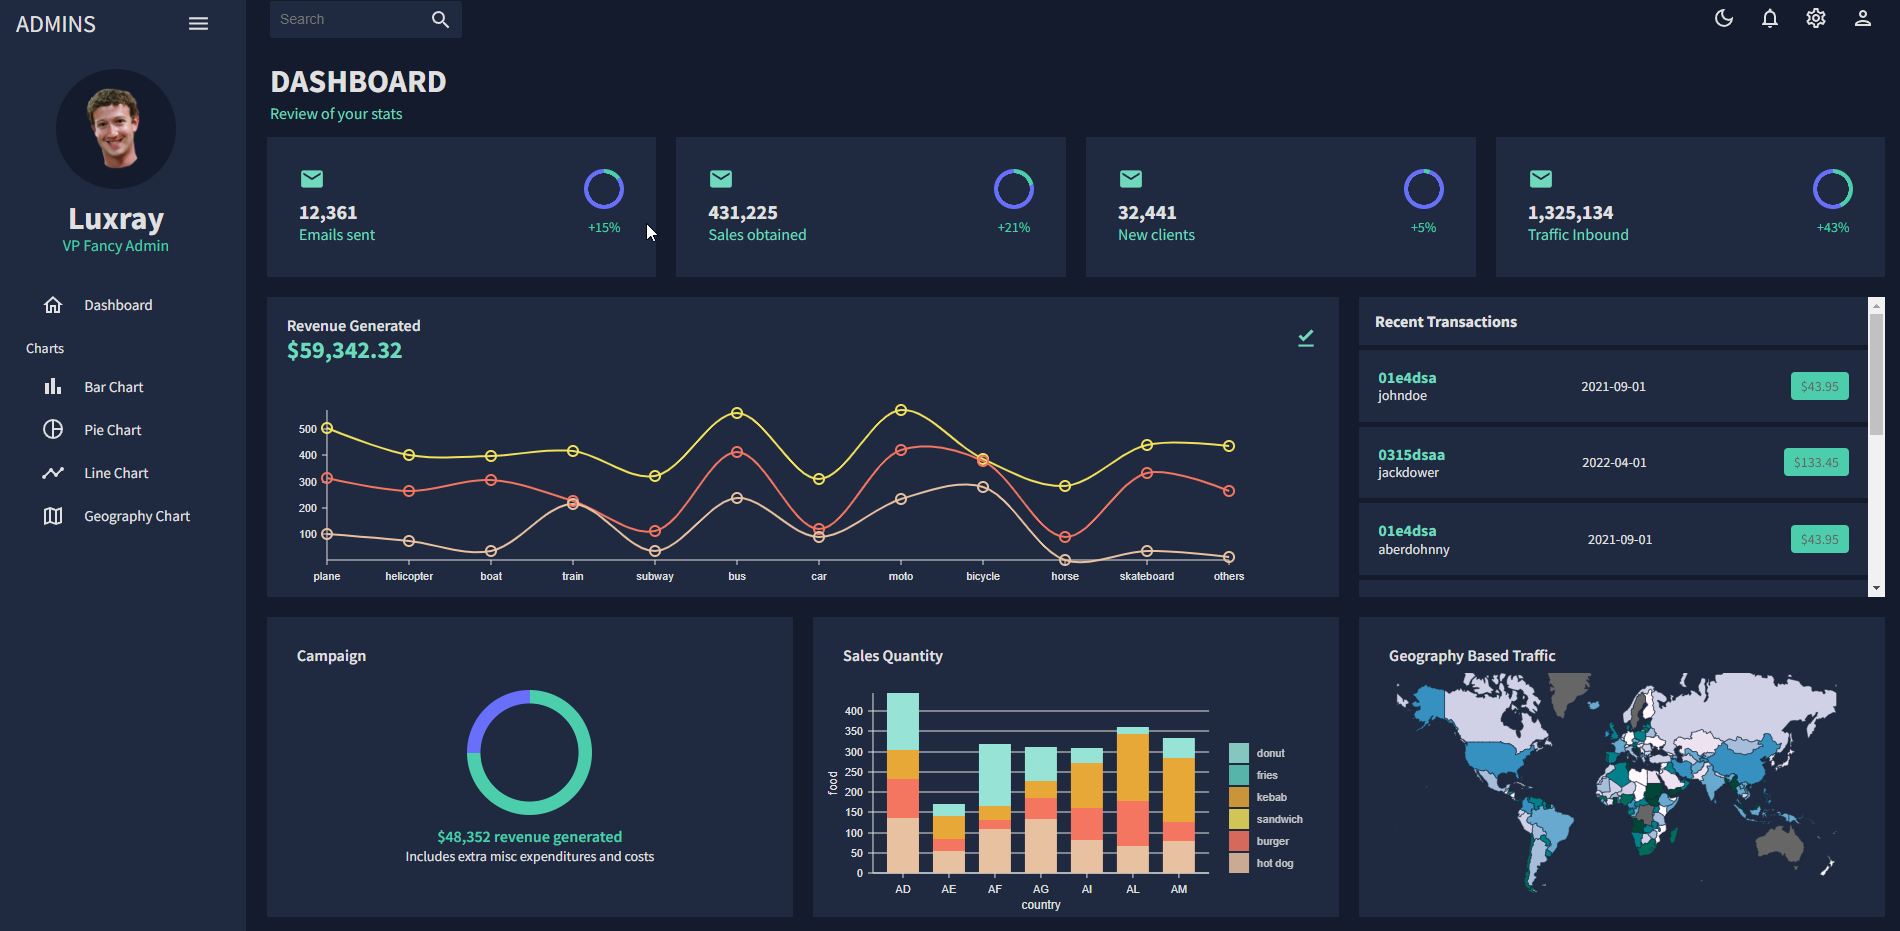 ADMINS
Search
Luxray
VP Fancy Admin
Dashboard
Charts
Bar Chart
Pie Chart
Line Chart
Geography Chart
DASHBOARD
Review of your stats
12,361
Emails sent
+15%
431,225
Sales obtained
+21%
32,441
New clients
+5%
1,325,134
Traffic Inbound
+43%
Revenue Generated
$59,342.32
500
400
300
200
100
plane helicopter boat train subway bus car moto bicycle horse skateboard others
Recent Transactions
01e4dsa
johndoe
2021-09-01
$43.95
0315dsaa
jackdower
2022-04-01
$133.45
01e4dsa
aberdohnny
2021-09-01
$43.95
Campaign
$48,352 revenue generated
Includes extra misc expenditures and costs
Sales Quantity
food
400
350
300
250
200
150
100
50
0
AD AE AF AG AI AL AM
country
donut
fries
kebab
sandwich
burger
hot dog
Geography Based Traffic